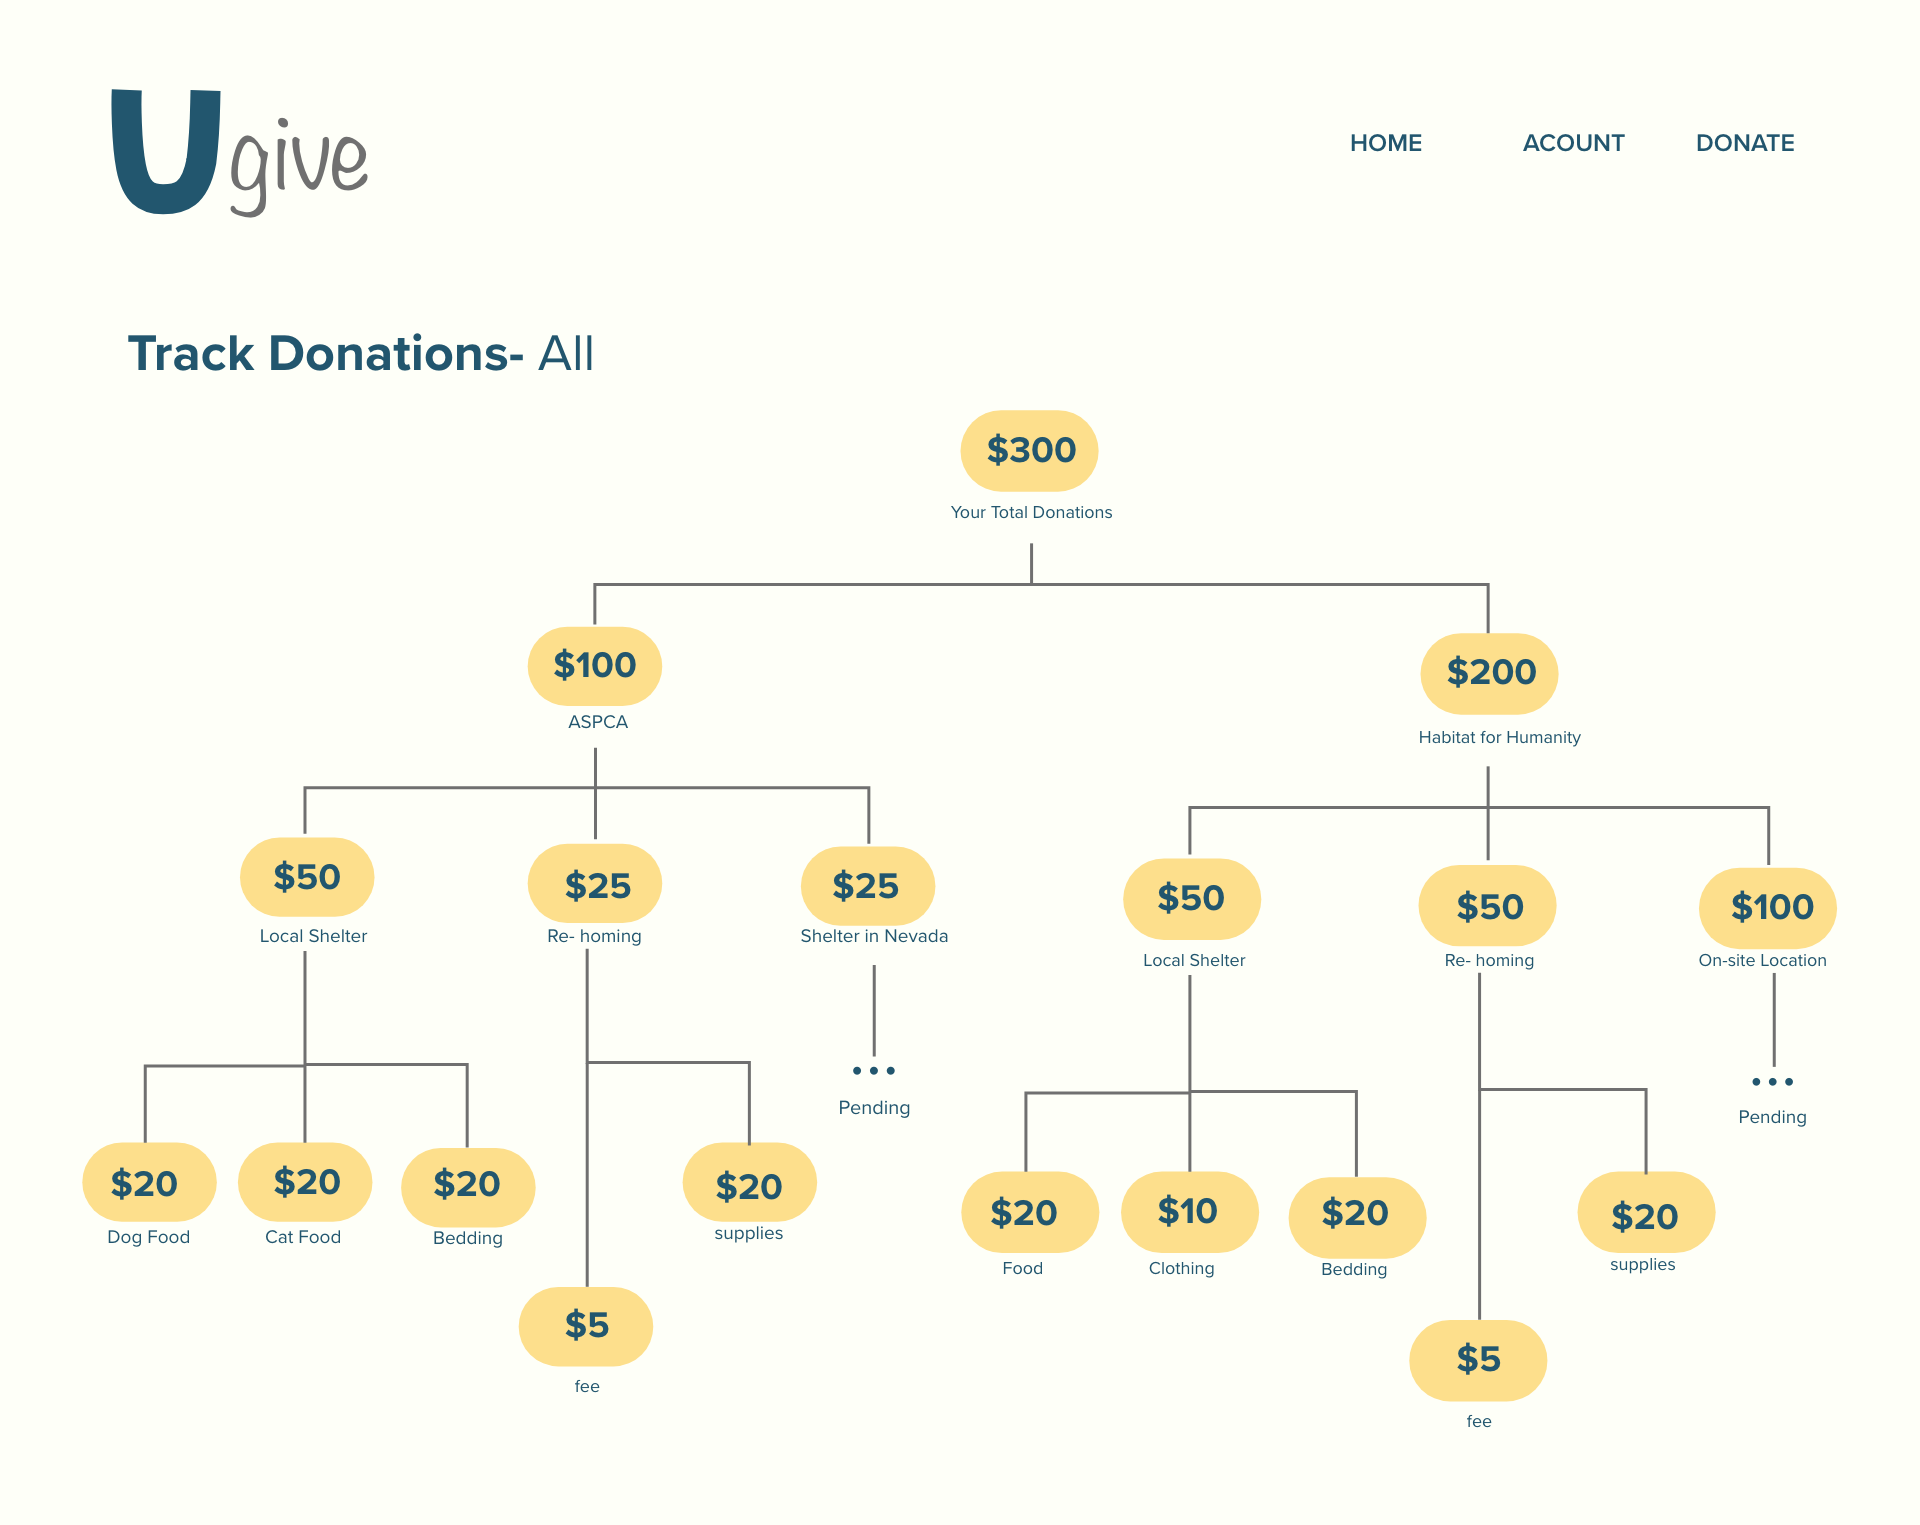 Ugive
HOME
ACOUNT
DONATE
Track Donations- All
$300
Your Total Donations
$100
ASPCA
$200
Habitat for Humanity
$50
Local Shelter
$25
Re- homing
$25
Shelter in Nevada
$50
Local Shelter
$50
Re- homing
$100
On-site Location
Pending
Pending
$20
Dog Food
$20
Cat Food
$20
Bedding
$20
supplies
$20
Food
$10
Clothing
$20
Bedding
$20
supplies
$5
fee
$5
fee